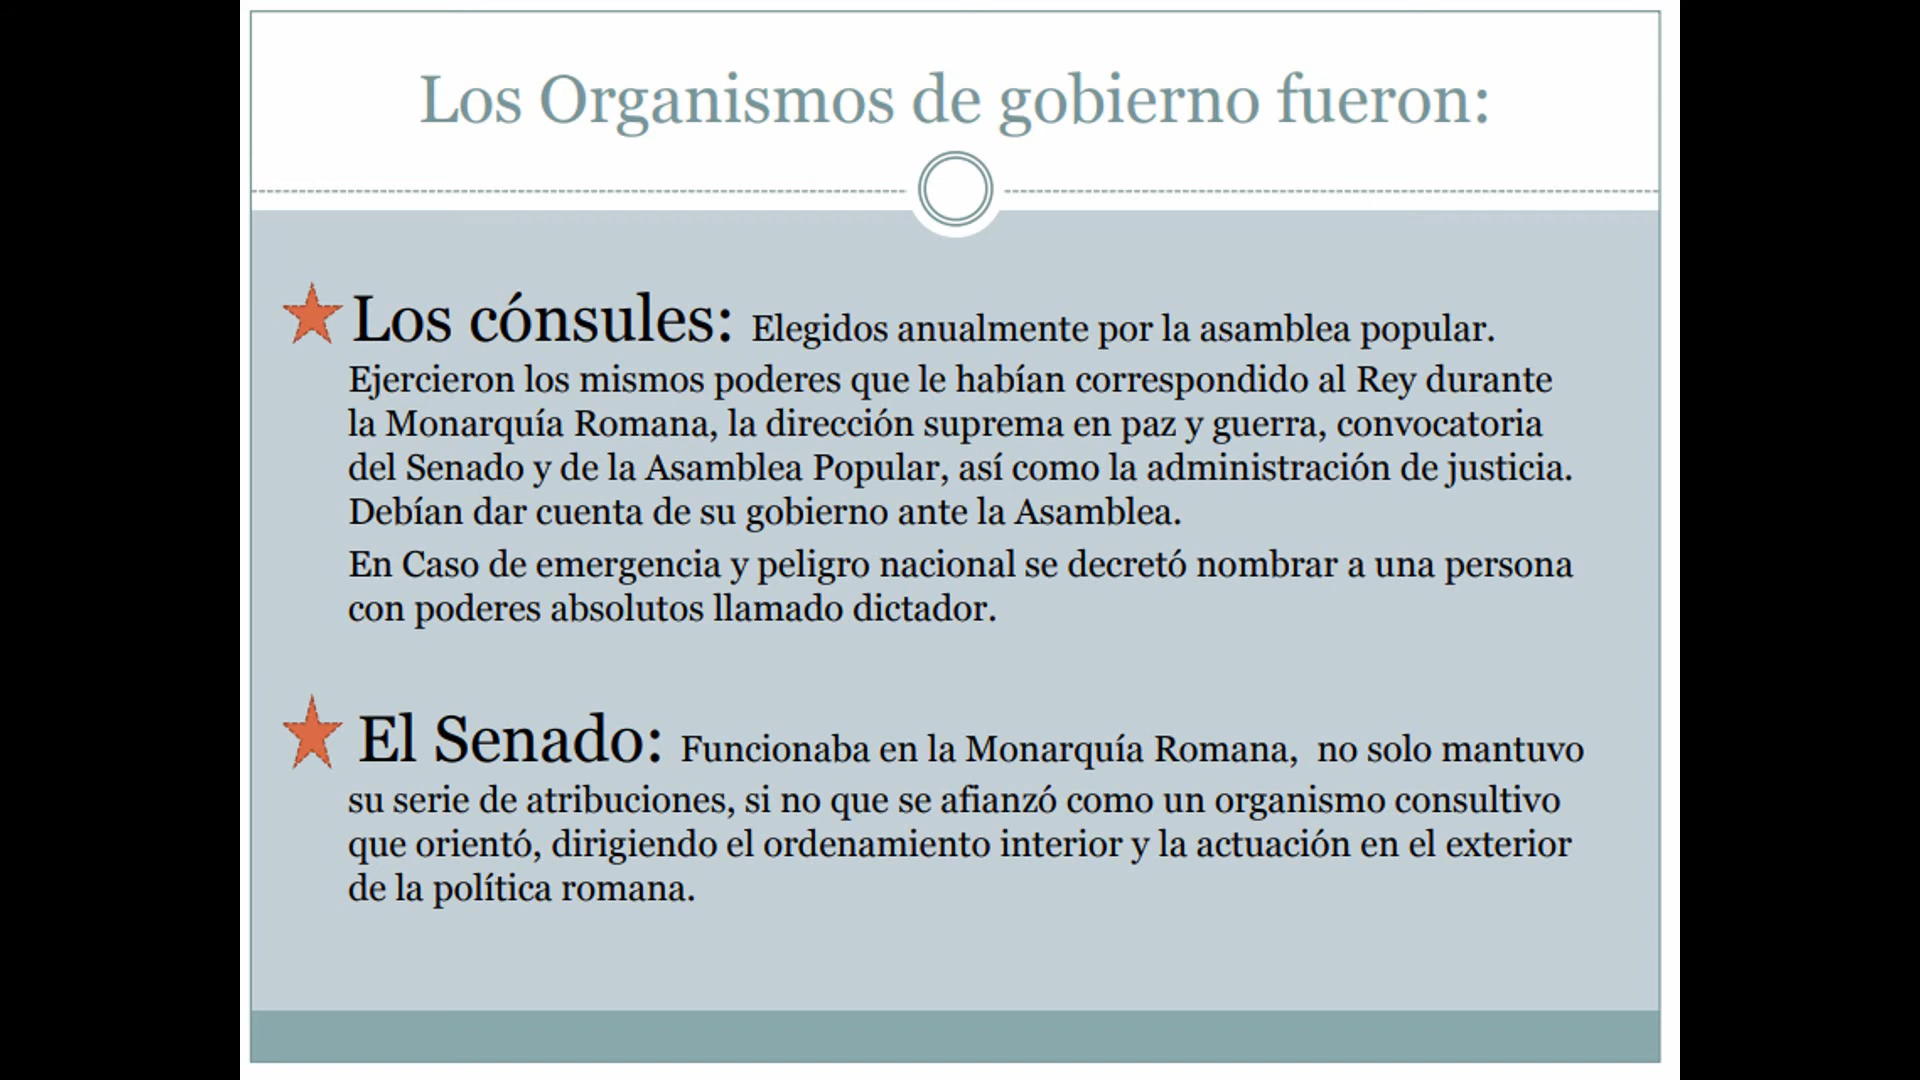 Los Organismos de gobierno fueron:
Los cónsules: Elegidos anualmente por la asamblea popular.
Ejercieron los mismos poderes que le habían correspondido al Rey durante
la Monarquía Romana, la dirección suprema en paz y guerra, convocatoria
del Senado y de la Asamblea Popular, así como la administración de justicia.
Debían dar cuenta de su gobierno ante la Asamblea.
En Caso de emergencia y peligro nacional se decretó nombrar a una persona
con poderes absolutos llamado dictador.
El Senado: Funcionaba en la Monarquía Romana, no solo mantuvo
su serie de atribuciones, si no que se afianzó como un organismo consultivo
que orientó, dirigiendo el ordenamiento interior y la actuación en el exterior
de la política romana.